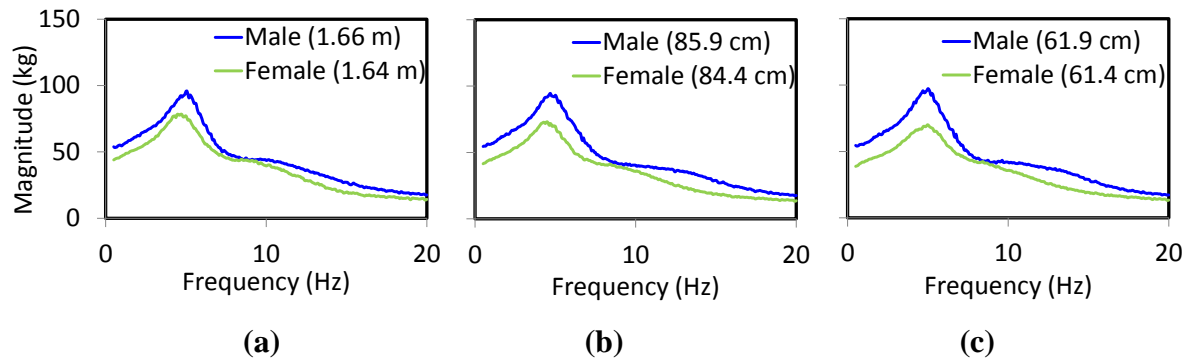 Magnitude (kg)
150
100
50
0
Male (1.66 m)
Female (1.64 m)
0 10 20
Frequency (Hz)
(a)
Male (85.9 cm)
Female (84.4 cm)
0 10 20
Frequency (Hz)
(b)
Male (61.9 cm)
Female (61.4 cm)
0 10 20
Frequency (Hz)
(c)